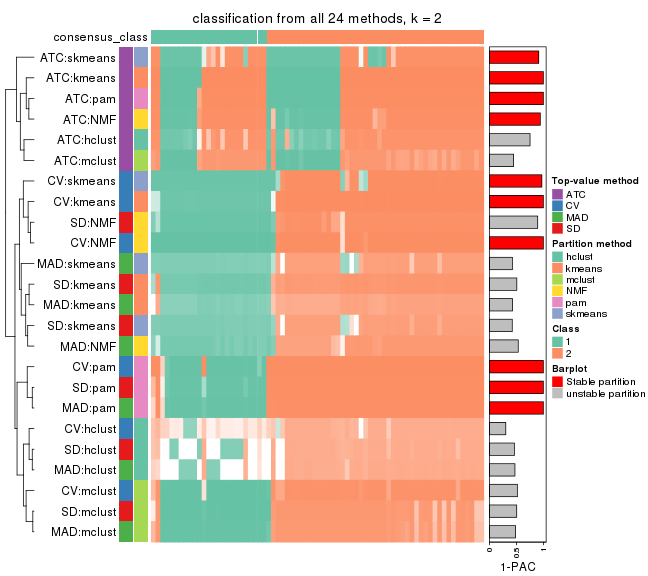 classification from all 24 methods, k = 2
consensus_class
ATC:skmeans
ATC:kmeans
ATC:pam
ATC:NMF
ATC:hclust
ATC:mclust
CV:skmeans
CV:kmeans
SD:NMF
CV:NMF
MAD:skmeans
SD:kmeans
MAD:kmeans
SD:skmeans
MAD:NMF
CV:pam
SD:pam
MAD:pam
CV:hclust
SD:hclust
MAD:hclust
CV:mclust
SD:mclust
MAD:mclust
0
0.5
1
1-PAC
Top-value method
ATC
CV
MAD
SD
Partition method
hclust
kmeans
mclust
NMF
pam
skmeans
Class
1
2
Barplot
Stable partition
unstable partition